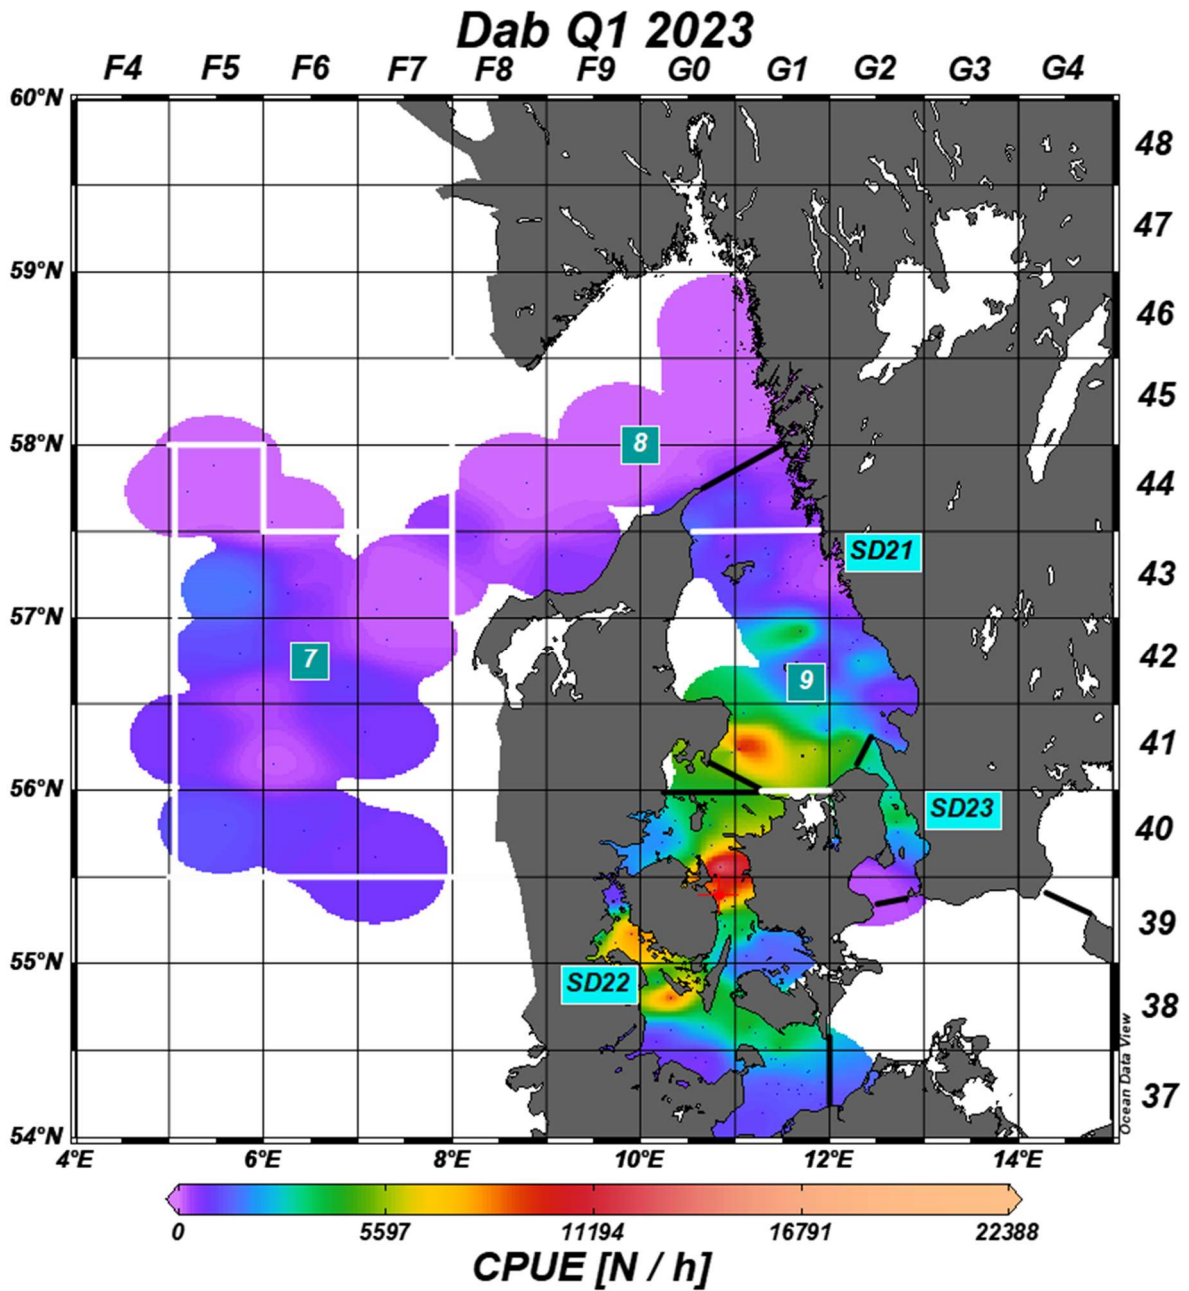 Dab Q1 2023
F4 F5 F6 F7 F8 F9 G0 G1 G2 G3 G4
60°N
48
47
59°N
46
45
58°N
8
44
SD21
43
57°N
7
42
9
41
56°N
SD23
40
39
55°N
SD22
38
Ocean Data View
37
54°N
4°E 6°E 8°E 10°E 12°E 14°E
0 5597 11194 16791 22388
CPUE [N / h]